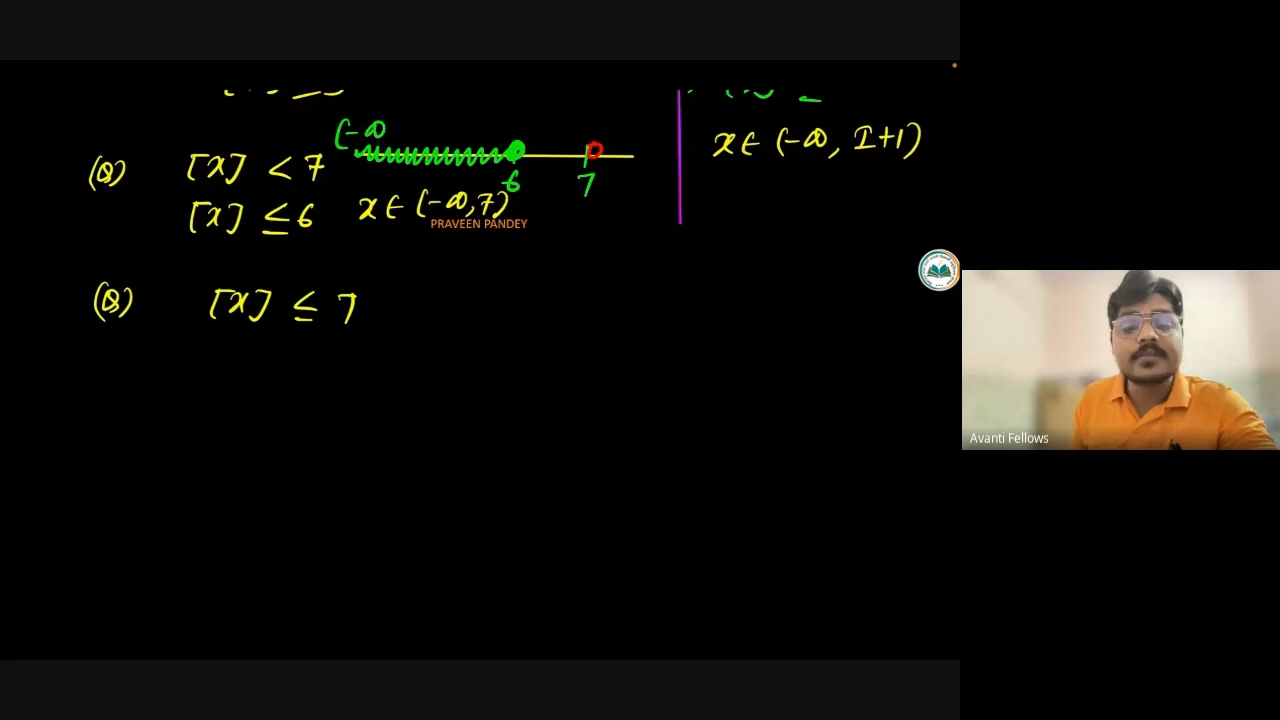 (-∞
(Q) [x] < 7
6 7
[x] ≤ 6 x ∈ (-∞, 7)
PRAVEEN PANDEY
(Q) [x] ≤ 7
x ∈ (-∞, I+1)
Avanti Fellows